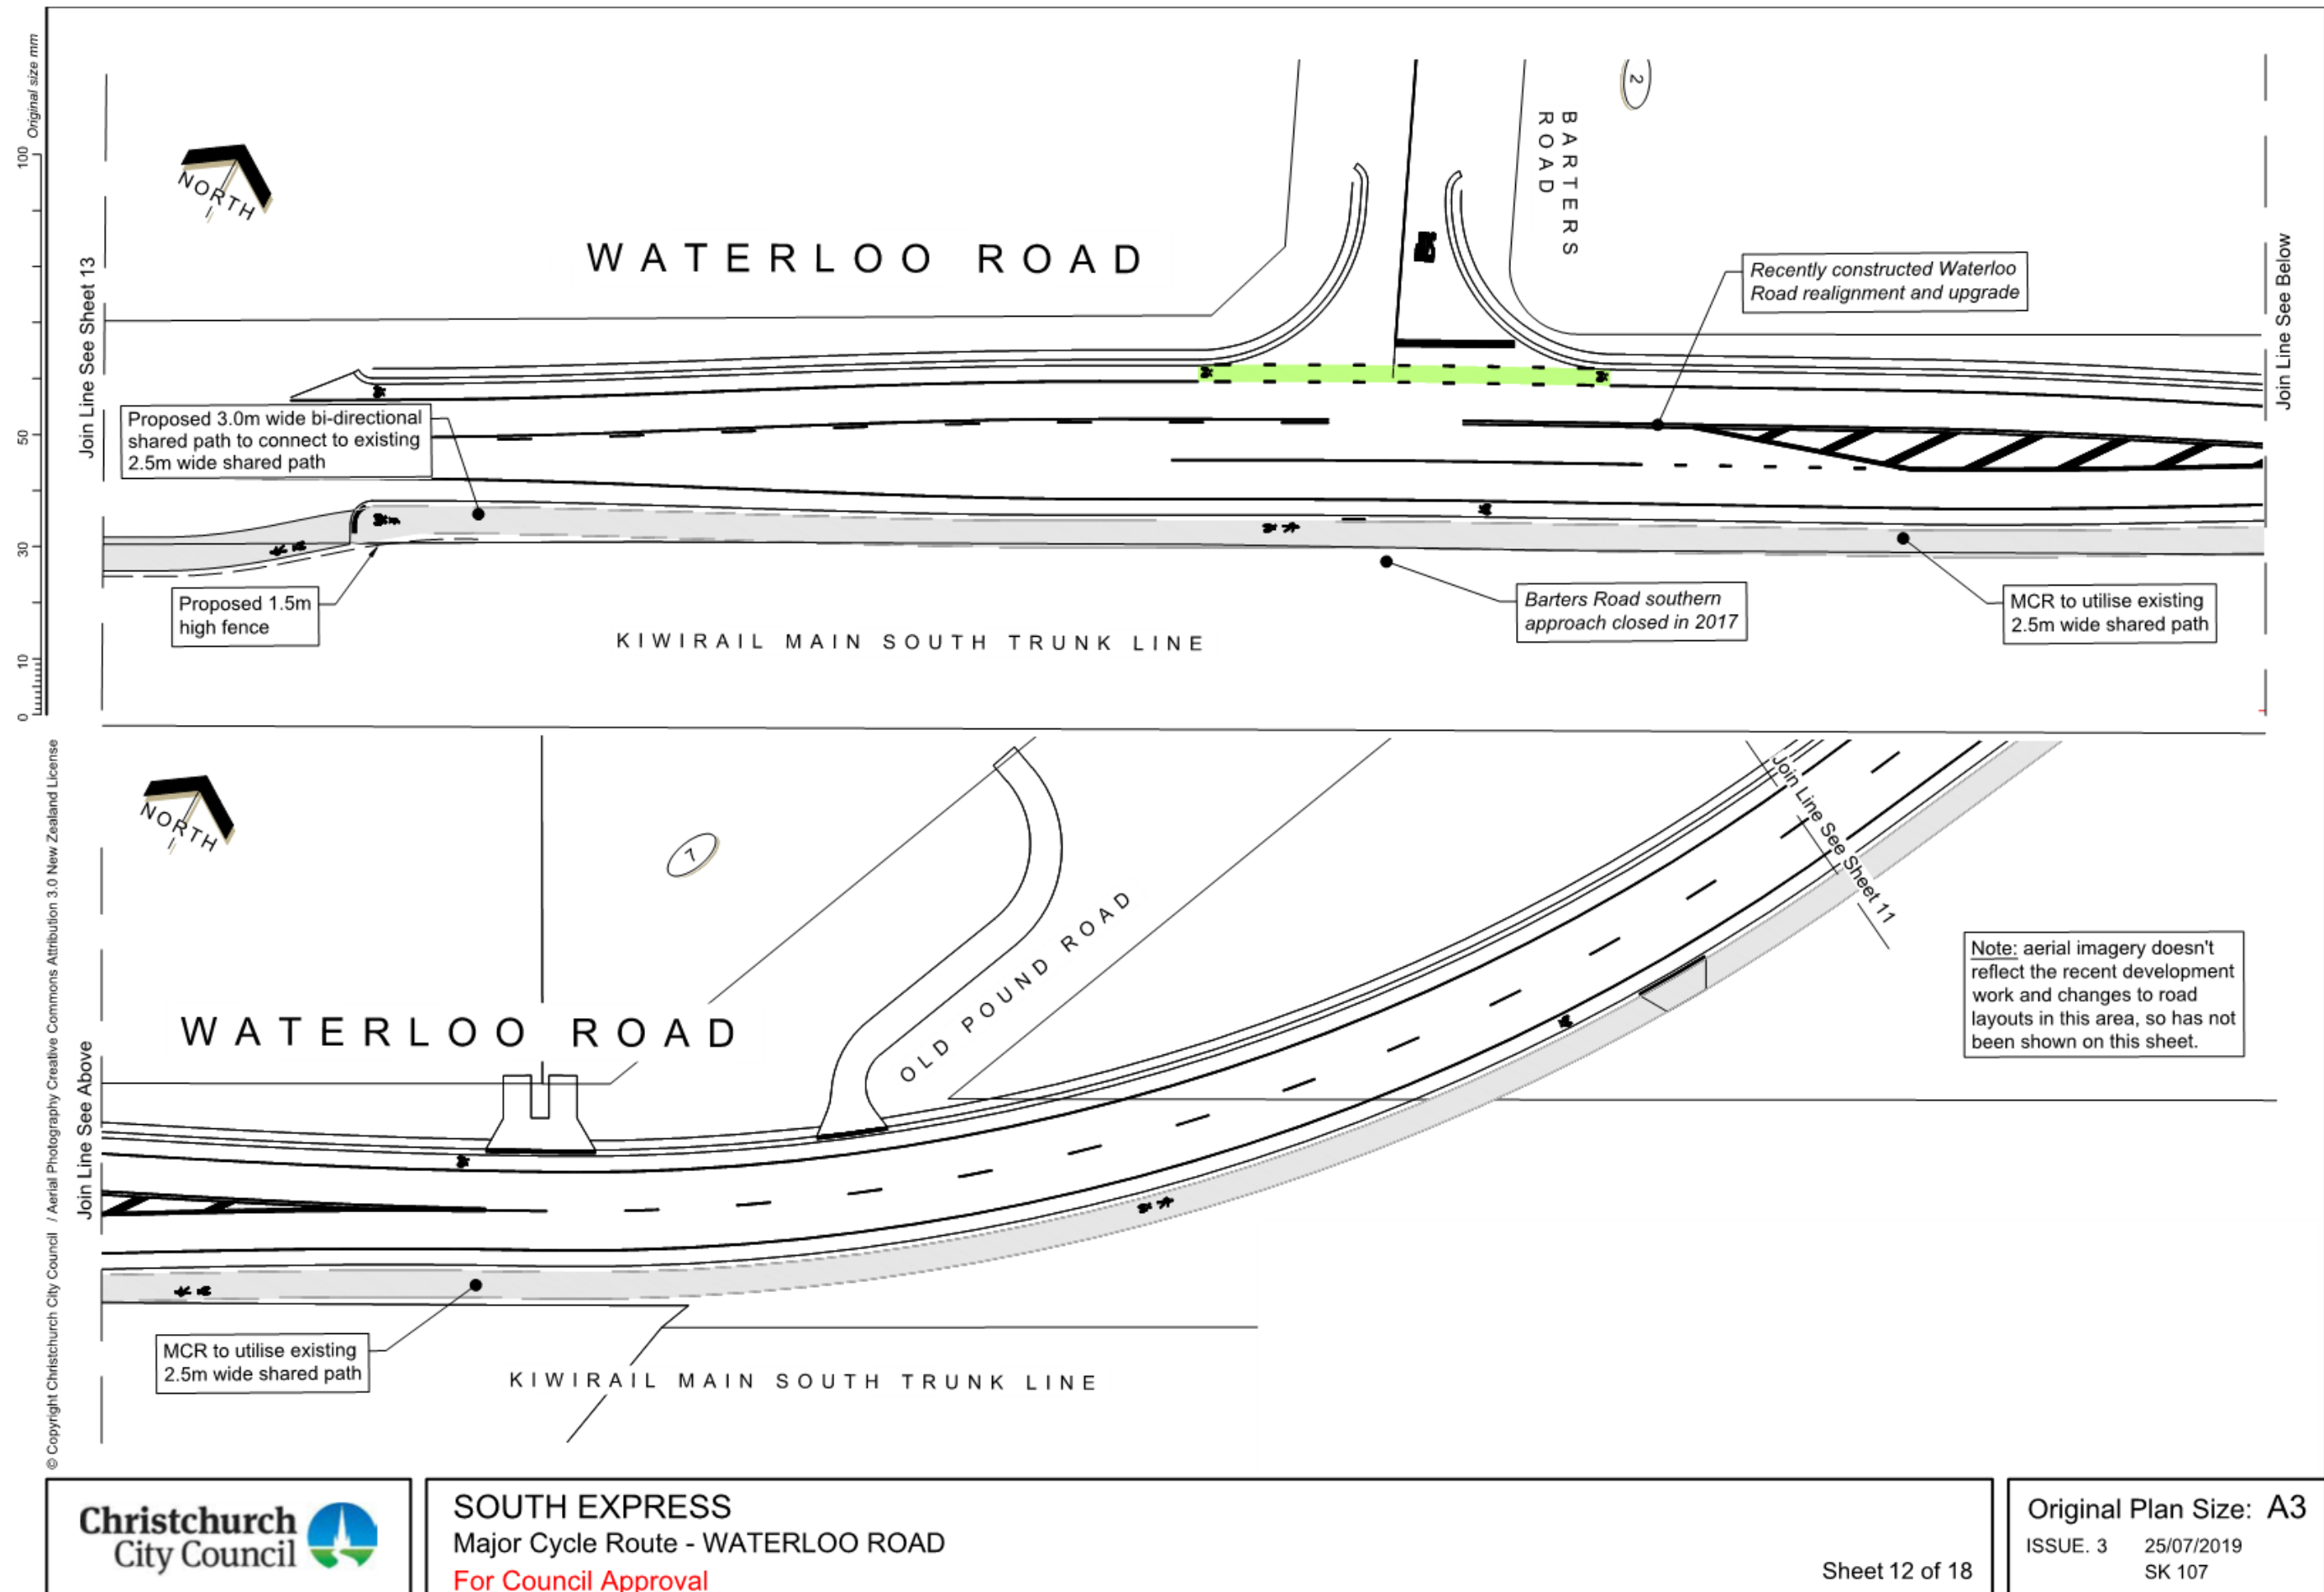 Original size mm
100
50
30
10
0
Join Line See Sheet 13
NORTH
WATERLOO ROAD
BARTERS
ROAD
2
Recently constructed Waterloo
Road realignment and upgrade
Join Line See Below
Proposed 3.0m wide bi-directional
shared path to connect to existing
2.5m wide shared path
Proposed 1.5m
high fence
Barters Road southern
approach closed in 2017
MCR to utilise existing
2.5m wide shared path
KIWIRAIL MAIN SOUTH TRUNK LINE
© Copyright Christchurch City Council / Aerial Photography Creative Commons Attribution 3.0 New Zealand License
Join Line See Above
NORTH
7
WATERLOO ROAD
OLD POUND ROAD
Join Line See Sheet 11
Note: aerial imagery doesn't
reflect the recent development
work and changes to road
layouts in this area, so has not
been shown on this sheet.
MCR to utilise existing
2.5m wide shared path
KIWIRAIL MAIN SOUTH TRUNK LINE
Christchurch
City Council
SOUTH EXPRESS
Major Cycle Route - WATERLOO ROAD
For Council Approval
Sheet 12 of 18
Original Plan Size: A3
ISSUE. 3 25/07/2019
SK 107